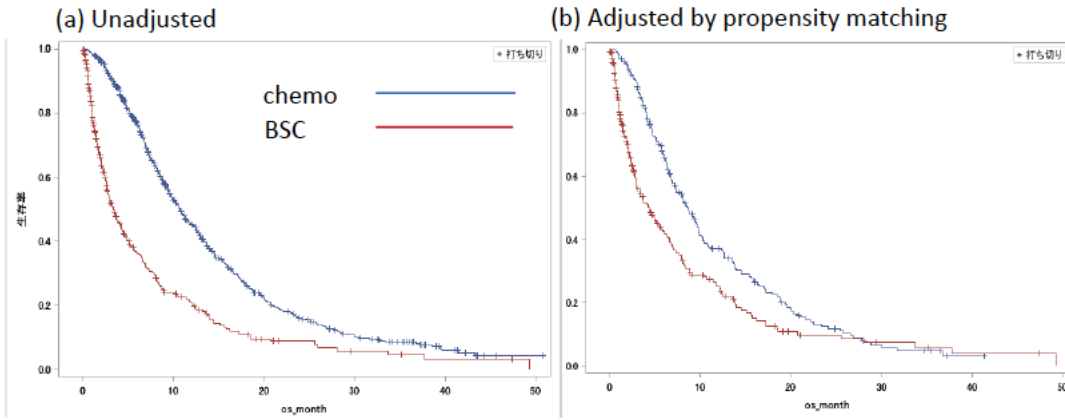 (a) Unadjusted
(b) Adjusted by propensity matching
+ 打ち切り
chemo
BSC
生存率
1.0
0.8
0.6
0.4
0.2
0.0
0 10 20 30 40 50
os_month
+ 打ち切り
1.0
0.8
0.6
0.4
0.2
0.0
0 10 20 30 40 50
os_month